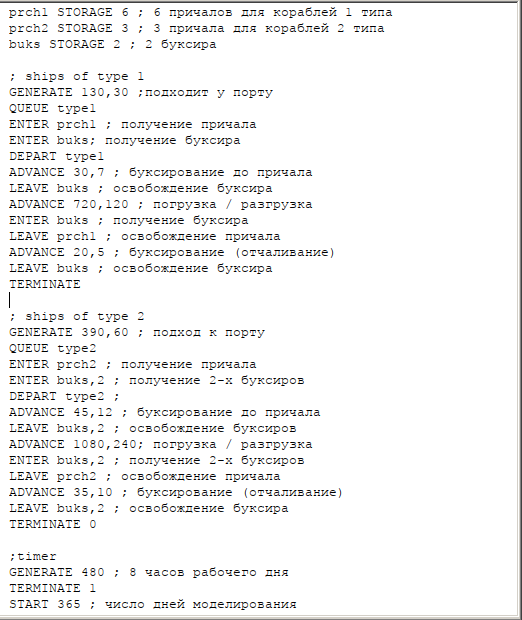 prch1 STORAGE 6 ; 6 причалов для кораблей 1 типа
prch2 STORAGE 3 ; 3 причала для кораблей 2 типа
buks STORAGE 2 ; 2 буксира
; ships of type 1
GENERATE 130,30 ;подходит у порту
QUEUE type1
ENTER prch1 ; получение причала
ENTER buks; получение буксира
DEPART type1
ADVANCE 30,7 ; буксирование до причала
LEAVE buks ; освобождение буксира
ADVANCE 720,120 ; погрузка / разгрузка
ENTER buks ; получение буксира
LEAVE prch1 ; освобождение причала
ADVANCE 20,5 ; буксирование (отчаливание)
LEAVE buks ; освобождение буксира
TERMINATE
; ships of type 2
GENERATE 390,60 ; подход к порту
QUEUE type2
ENTER prch2 ; получение причала
ENTER buks,2 ; получение 2-х буксиров
DEPART type2 ;
ADVANCE 45,12 ; буксирование до причала
LEAVE buks,2 ; освобождение буксиров
ADVANCE 1080,240; погрузка / разгрузка
ENTER buks,2 ; получение 2-х буксиров
LEAVE prch2 ; освобождение причала
ADVANCE 35,10 ; буксирование (отчаливание)
LEAVE buks,2 ; освобождение буксира
TERMINATE 0
;timer
GENERATE 480 ; 8 часов рабочего дня
TERMINATE 1
START 365 ; число дней моделирования